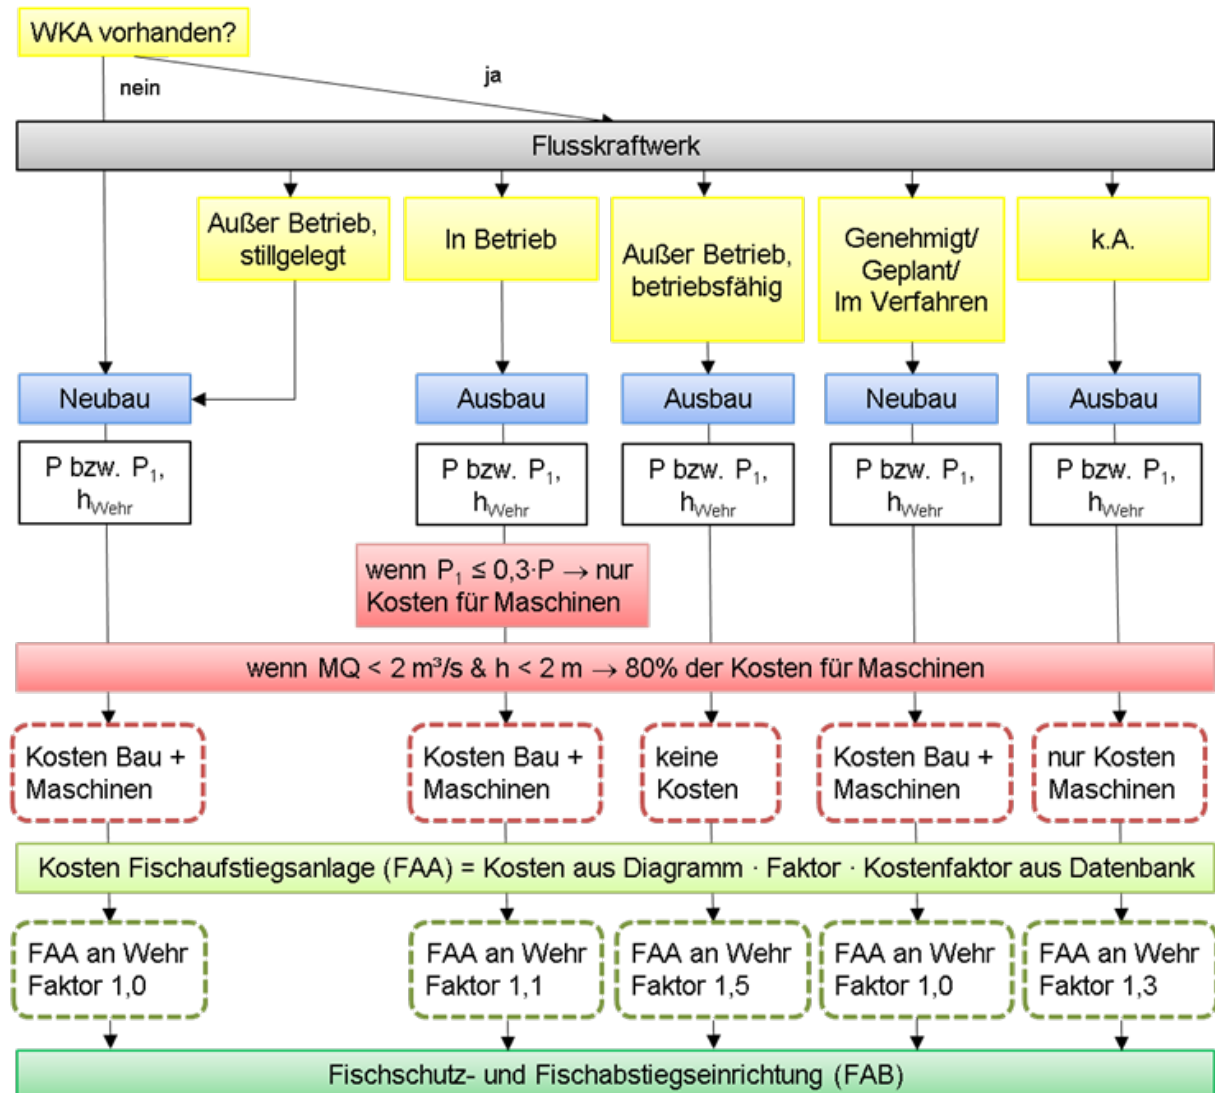 WKA vorhanden?
nein
ja
Flusskraftwerk
Außer Betrieb,
stillgelegt
In Betrieb
Außer Betrieb,
betriebsfähig
Genehmigt/
Geplant/
Im Verfahren
k.A.
Neubau
Ausbau
Ausbau
Neubau
Ausbau
P bzw. P₁,
hWehr
P bzw. P₁,
hWehr
P bzw. P₁,
hWehr
P bzw. P₁,
hWehr
P bzw. P₁,
hWehr
wenn P₁ ≤ 0,3·P → nur
Kosten für Maschinen
wenn MQ < 2 m³/s & h < 2 m → 80% der Kosten für Maschinen
Kosten Bau +
Maschinen
Kosten Bau +
Maschinen
keine
Kosten
Kosten Bau +
Maschinen
nur Kosten
Maschinen
Kosten Fischaufstiegsanlage (FAA) = Kosten aus Diagramm · Faktor · Kostenfaktor aus Datenbank
FAA an Wehr
Faktor 1,0
FAA an Wehr
Faktor 1,1
FAA an Wehr
Faktor 1,5
FAA an Wehr
Faktor 1,0
FAA an Wehr
Faktor 1,3
Fischschutz- und Fischabstiegseinrichtung (FAB)